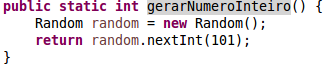 public static int gerarNumeroInteiro() {
    Random random = new Random();
    return random.nextInt(101);
}